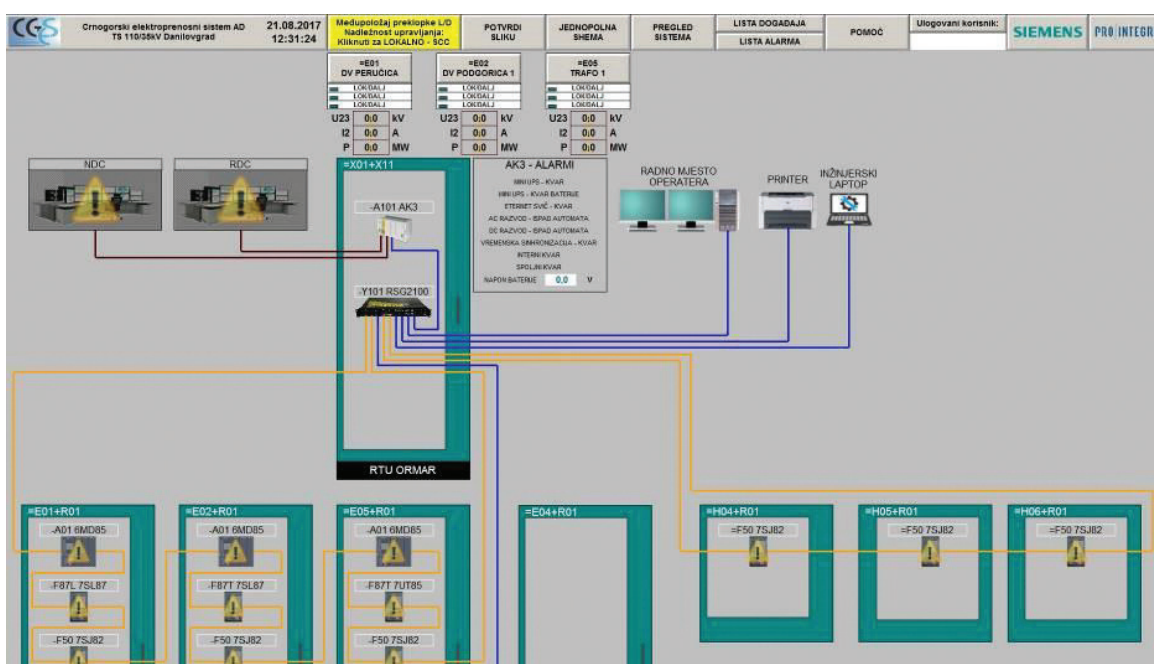 CGES
Crnogorski elektroprenosni sistem AD
TS 110/35kV Danilovgrad
21.08.2017
12:31:24
Međupoložaj preklopke L/D
Nadležnost upravljanja:
Kliknuti za LOKALNO - SCC
POTVRDI
SLIKU
JEDNOPOLNA
SHEMA
PREGLED
SISTEMA
LISTA DOGAĐAJA
LISTA ALARMA
POMOĆ
Ulogovani korisnik:
SIEMENS
PRO INTEGR
=E01
DV PERUĆICA
LOK/DALJ
LOK/DALJ
LOK/DALJ
U23 0;0 kV
I2 0;0 A
P 0;0 MW
=E02
DV PODGORICA 1
LOK/DALJ
LOK/DALJ
LOK/DALJ
U23 0;0 kV
I2 0;0 A
P 0;0 MW
=E05
TRAFO 1
LOK/DALJ
LOK/DALJ
LOK/DALJ
U23 0;0 kV
I2 0;0 A
P 0;0 MW
NDC
RDC
=X01+X11
-A101 AK3
-Y101 RSG2100
RTU ORMAR
AK3 - ALARMI
MINI UPS - KVAR
MINI UPS - KVAR BATERIJE
ETERNET SVIČ - KVAR
AC RAZVOD - ISPAD AUTOMATA
DC RAZVOD - ISPAD AUTOMATA
VREMENSKA SINHRONIZACIJA - KVAR
INTERNI KVAR
SPOLJNI KVAR
NAPON BATERIJE 0,0 V
RADNO MJESTO
OPERATERA
PRINTER
INŽINJERSKI
LAPTOP
=E01+R01
-A01 6MD85
-F87L 7SL87
-F50 7SJ82
=E02+R01
-A01 6MD85
-F87T 7SL87
-F50 7SJ82
=E05+R01
-A01 6MD85
-F87T 7UT85
-F50 7SJ82
=E04+R01
=H04+R01
=F50 7SJ82
=H05+R01
=F50 7SJ82
=H06+R01
=F50 7SJ82